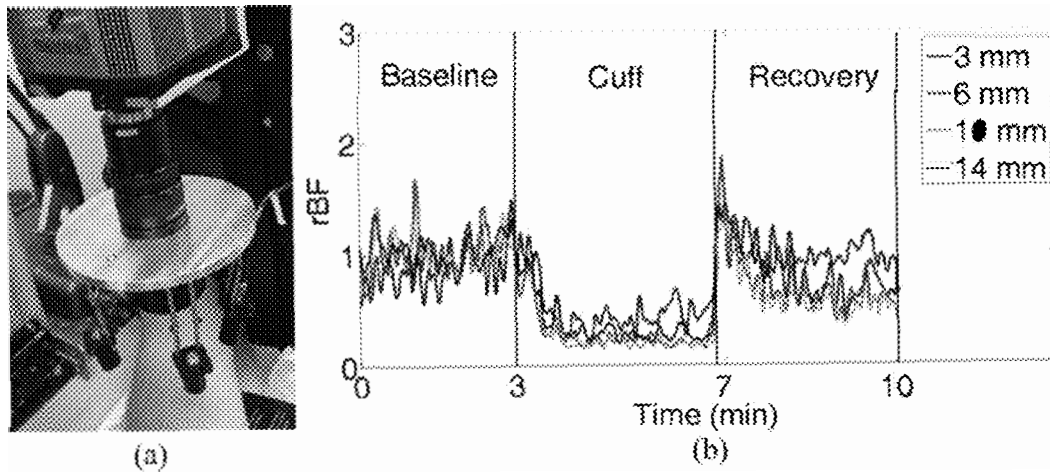 3
Baseline
Cuff
Recovery
3 mm
6 mm
mm
14 mm
2
rBF
1
0
0
3
7
10
Time (min)
(a)
(b)